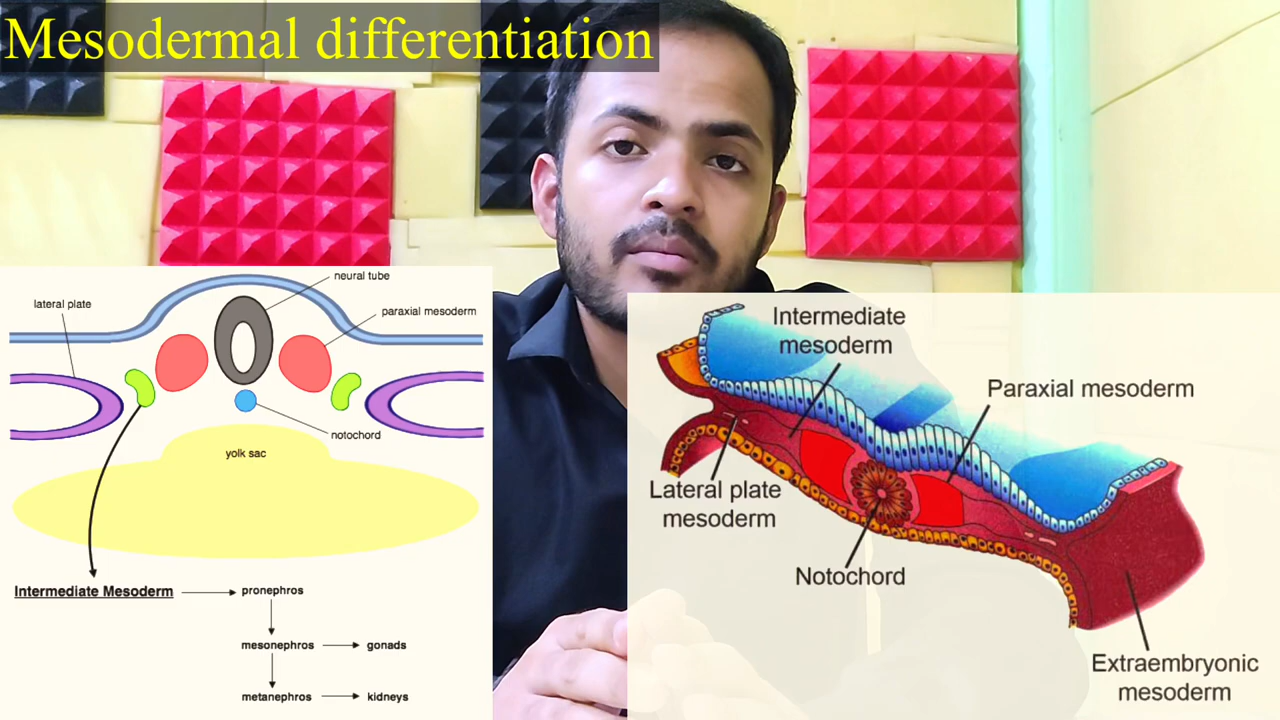 Mesodermal differentiation
neural tube
lateral plate
paraxial mesoderm
notochord
yolk sac
Intermediate Mesoderm
pronephros
mesonephros
gonads
metanephros
kidneys
Intermediate
mesoderm
Paraxial mesoderm
Lateral plate
mesoderm
Notochord
Extraembryonic
mesoderm